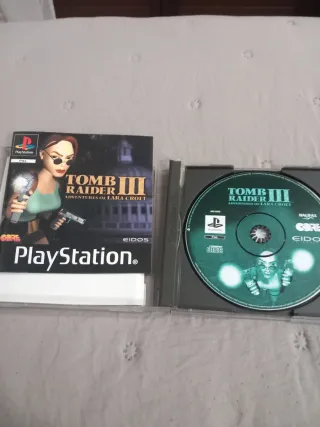 PlayStation
TOMB
RAIDER III
ADVENTURES OF LARA CROFT
CORE
EIDOS
PlayStation®
TOMB
RAIDER III
ADVENTURES OF LARA CROFT
CORE
EIDOS